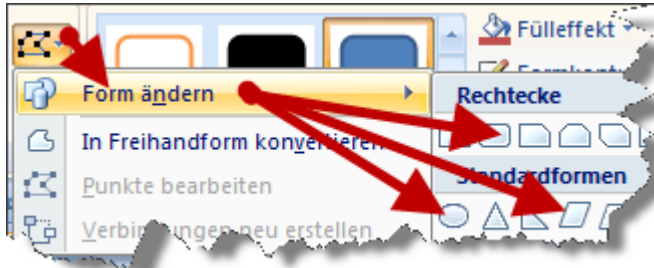 Fülleffekt
Form ändern
Rechtecke
In Freihandform konvertieren
Standardformen
Punkte bearbeiten
Verbindungen neu erstellen